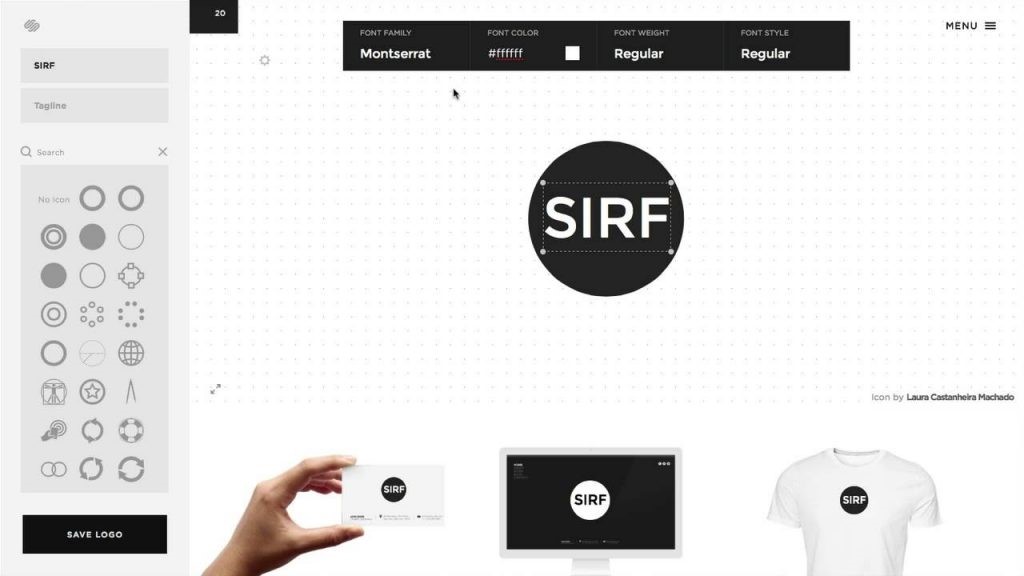 20
MENU
SIRF
Tagline
Search
No Icon
SAVE LOGO
FONT FAMILY
Montserrat
FONT COLOR
#ffffff
FONT WEIGHT
Regular
FONT STYLE
Regular
SIRF
Icon by Laura Castanheira Machado
SIRF
SIRF
SIRF